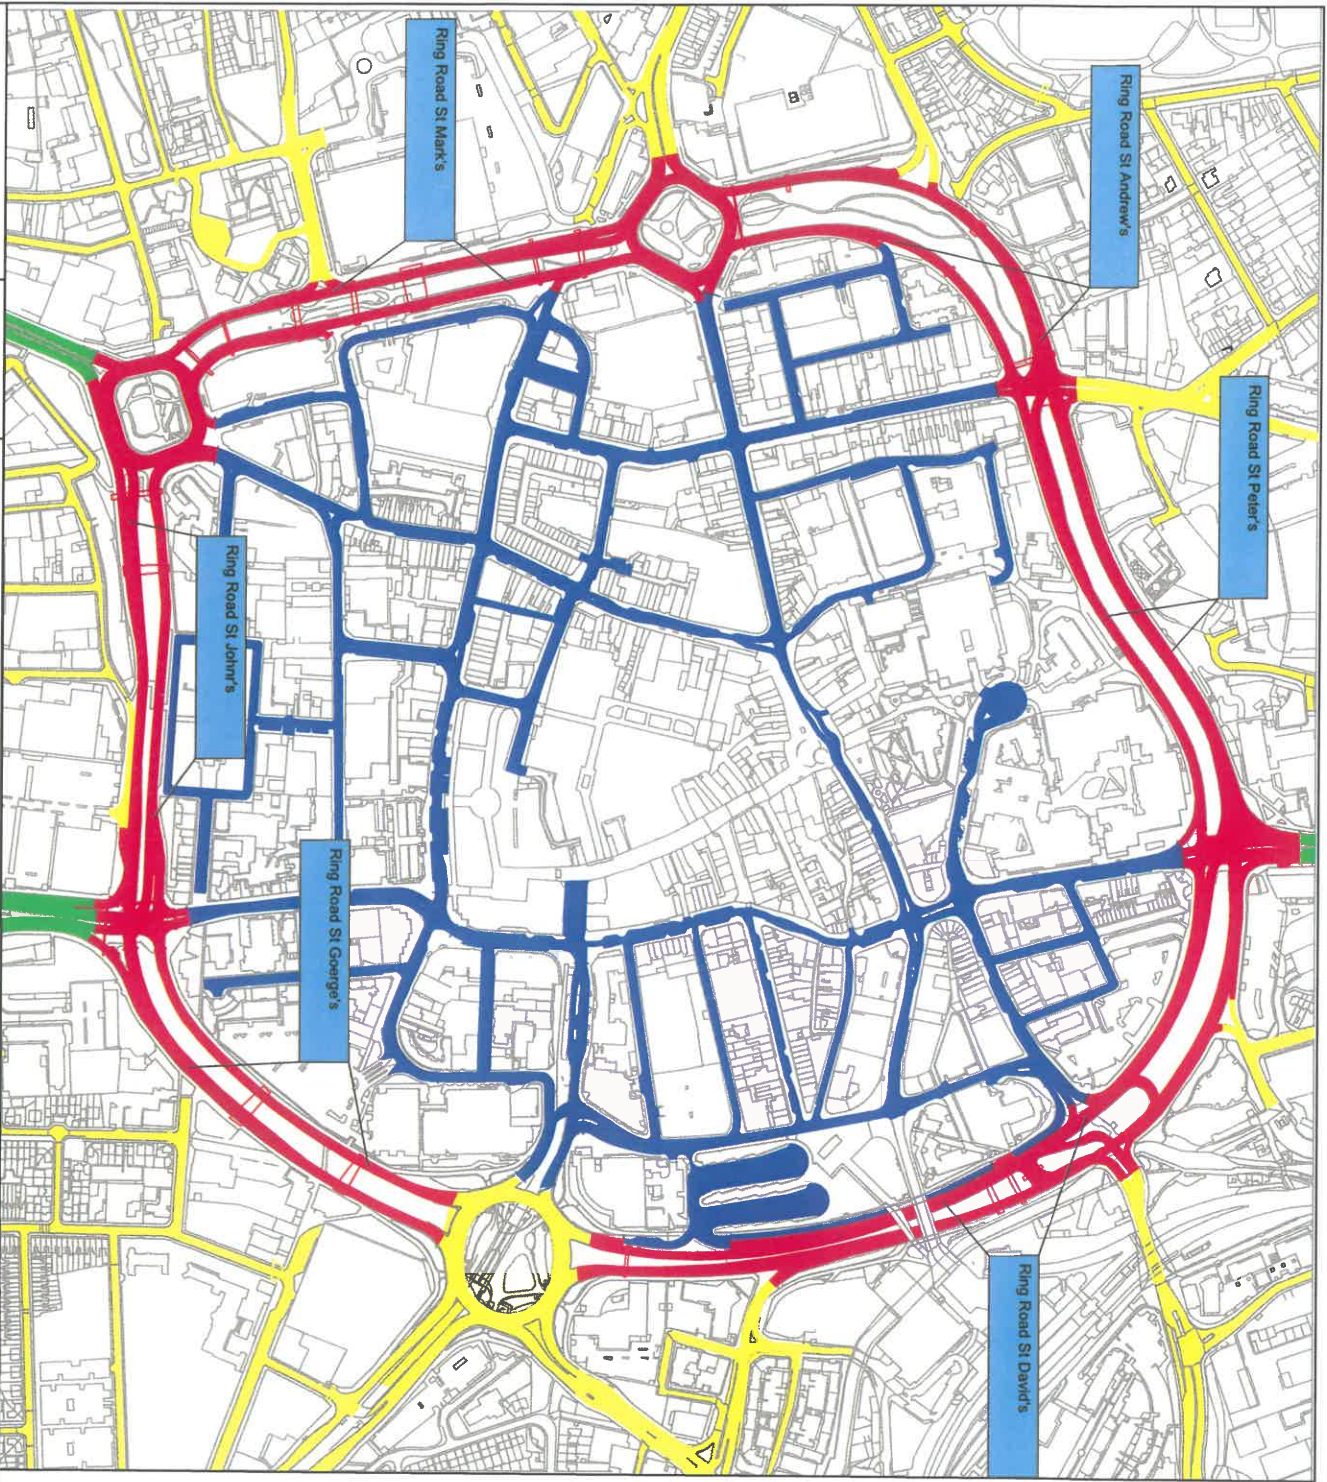 Ring Road St Mark's
Ring Road St Andrew's
Ring Road St Peter's
Ring Road St John's
Ring Road St Goerge's
Ring Road St David's